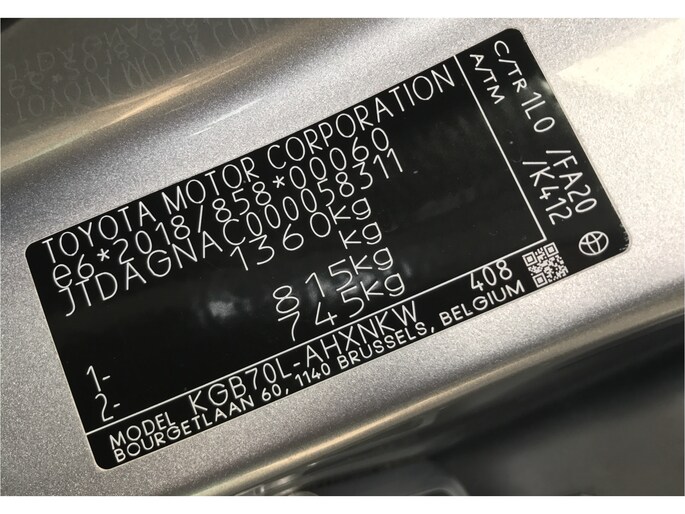 TOYOTA MOTOR CORPORATION
e6*2018/858*00060
JTDAGNAC000058311
1360kg
kg
1- 815kg
2- 745kg
408
MODEL KGB70L-AHXNKW
BOURGETLAAN 60, 1140 BRUSSELS, BELGIUM
C/TR 1L0 /FA20
A/TM /K412